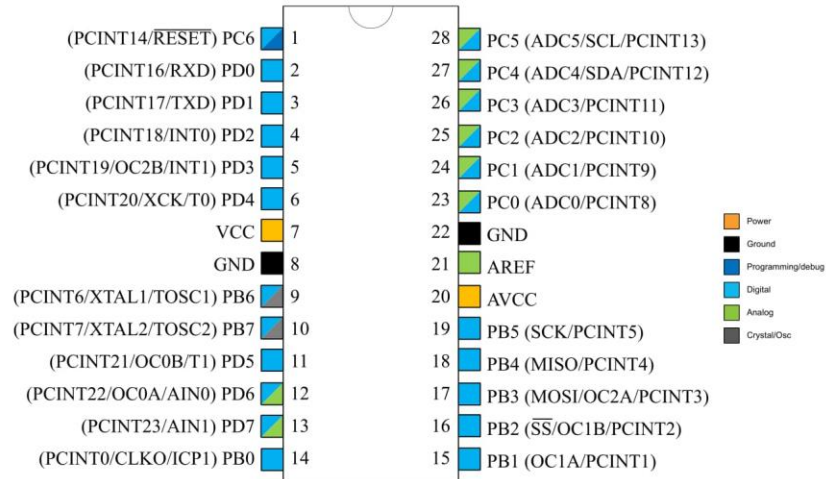 (PCINT14/RESET) PC6 1 28 PC5 (ADC5/SCL/PCINT13)
(PCINT16/RXD) PD0 2 27 PC4 (ADC4/SDA/PCINT12)
(PCINT17/TXD) PD1 3 26 PC3 (ADC3/PCINT11)
(PCINT18/INT0) PD2 4 25 PC2 (ADC2/PCINT10)
(PCINT19/OC2B/INT1) PD3 5 24 PC1 (ADC1/PCINT9)
(PCINT20/XCK/T0) PD4 6 23 PC0 (ADC0/PCINT8)
VCC 7 22 GND
GND 8 21 AREF
(PCINT6/XTAL1/TOSC1) PB6 9 20 AVCC
(PCINT7/XTAL2/TOSC2) PB7 10 19 PB5 (SCK/PCINT5)
(PCINT21/OC0B/T1) PD5 11 18 PB4 (MISO/PCINT4)
(PCINT22/OC0A/AIN0) PD6 12 17 PB3 (MOSI/OC2A/PCINT3)
(PCINT23/AIN1) PD7 13 16 PB2 (SS/OC1B/PCINT2)
(PCINT0/CLKO/ICP1) PB0 14 15 PB1 (OC1A/PCINT1)
Power
Ground
Programming/debug
Digital
Analog
Crystal/Osc